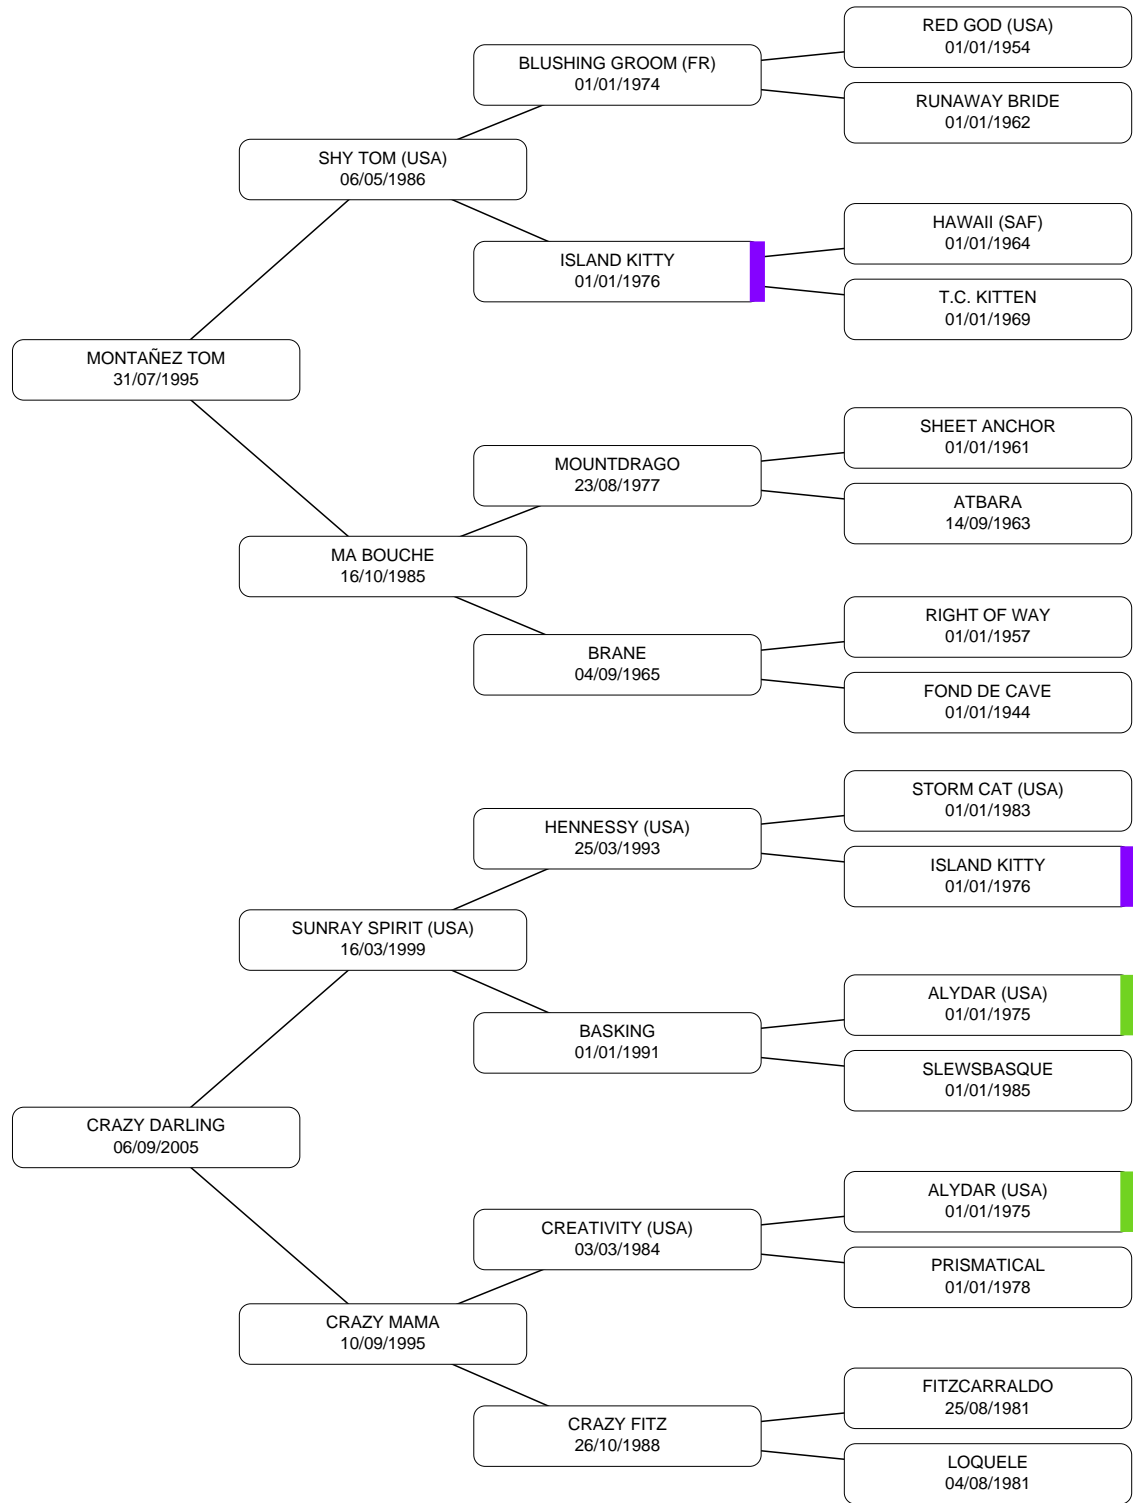 RED GOD (USA)
01/01/1954
BLUSHING GROOM (FR)
01/01/1974
RUNAWAY BRIDE
01/01/1962
SHY TOM (USA)
06/05/1986
HAWAII (SAF)
01/01/1964
ISLAND KITTY
01/01/1976
T.C. KITTEN
01/01/1969
MONTAÑEZ TOM
31/07/1995
SHEET ANCHOR
01/01/1961
MOUNTDRAGO
23/08/1977
ATBARA
14/09/1963
MA BOUCHE
16/10/1985
RIGHT OF WAY
01/01/1957
BRANE
04/09/1965
FOND DE CAVE
01/01/1944
STORM CAT (USA)
01/01/1983
HENNESSY (USA)
25/03/1993
ISLAND KITTY
01/01/1976
SUNRAY SPIRIT (USA)
16/03/1999
ALYDAR (USA)
01/01/1975
BASKING
01/01/1991
SLEWSBASQUE
01/01/1985
CRAZY DARLING
06/09/2005
ALYDAR (USA)
01/01/1975
CREATIVITY (USA)
03/03/1984
PRISMATICAL
01/01/1978
CRAZY MAMA
10/09/1995
FITZCARRALDO
25/08/1981
CRAZY FITZ
26/10/1988
LOQUELE
04/08/1981